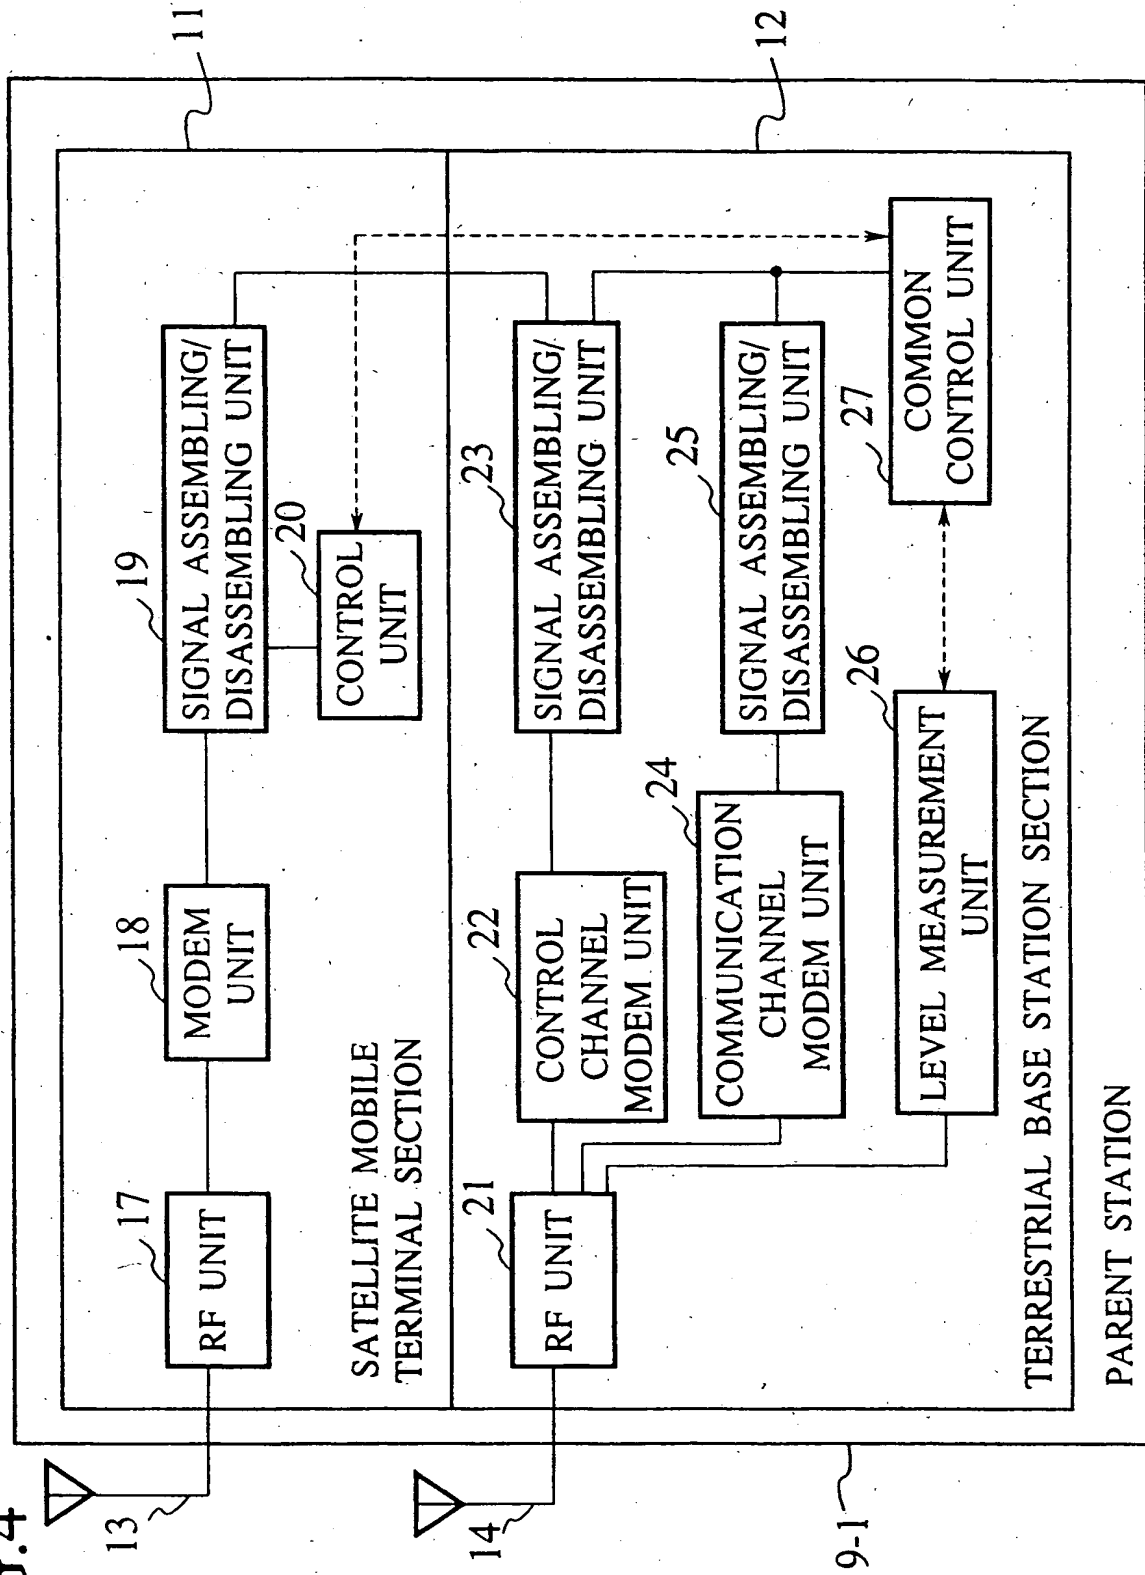 11
19
SIGNAL ASSEMBLING/
DISASSEMBLING UNIT
20
CONTROL
UNIT
18
MODEM
UNIT
17
RF UNIT
13
SATELLITE MOBILE
TERMINAL SECTION
12
23
SIGNAL ASSEMBLING/
DISASSEMBLING UNIT
22
CONTROL
CHANNEL
MODEM UNIT
21
RF UNIT
14
25
SIGNAL ASSEMBLING/
DISASSEMBLING UNIT
24
COMMUNICATION
CHANNEL
MODEM UNIT
27
COMMON
CONTROL UNIT
26
LEVEL MEASUREMENT
UNIT
TERRESTRIAL BASE STATION SECTION
PARENT STATION
9-1